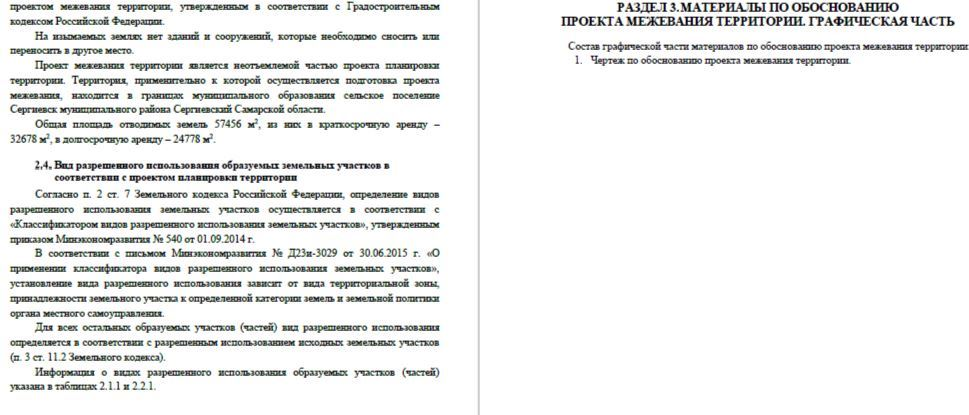 проектом межевания территории, утвержденным в соответствии с Градостроительным
кодексом Российской Федерации.
На изымаемых землях нет зданий и сооружений, которые необходимо сносить или
переносить в другое место.
Проект межевания территории является неотъемлемой частью проекта планировки
территории. Территория, применительно к которой осуществляется подготовка проекта
межевания, находится в границах муниципального образования сельское поселение
Сергиевск муниципального района Сергиевский Самарской области.
Общая площадь отводимых земель 57456 м², из них в краткосрочную аренду –
32678 м², в долгосрочную аренду – 24778 м².
2.4. Вид разрешенного использования образуемых земельных участков в
соответствии с проектом планировки территории
Согласно п. 2 ст. 7 Земельного кодекса Российской Федерации, определение видов
разрешенного использования земельных участков осуществляется в соответствии с
«Классификатором видов разрешенного использования земельных участков», утвержденным
приказом Минэкономразвития № 540 от 01.09.2014 г.
В соответствии с письмом Минэкономразвития № Д23и-3029 от 30.06.2015 г. «О
применении классификатора видов разрешенного использования земельных участков»,
установление вида разрешенного использования зависит от вида территориальной зоны,
принадлежности земельного участка к определенной категории земель и земельной политики
органа местного самоуправления.
Для всех остальных образуемых участков (частей) вид разрешенного использования
определяется в соответствии с разрешенным использованием исходных земельных участков
(п. 3 ст. 11.2 Земельного кодекса).
Информация о видах разрешенного использования образуемых участков (частей)
указана в таблицах 2.1.1 и 2.2.1.
РАЗДЕЛ 3.МАТЕРИАЛЫ ПО ОБОСНОВАНИЮ
ПРОЕКТА МЕЖЕВАНИЯ ТЕРРИТОРИИ. ГРАФИЧЕСКАЯ ЧАСТЬ
Состав графической части материалов по обоснованию проекта межевания территории
1. Чертеж по обоснованию проекта межевания территории.